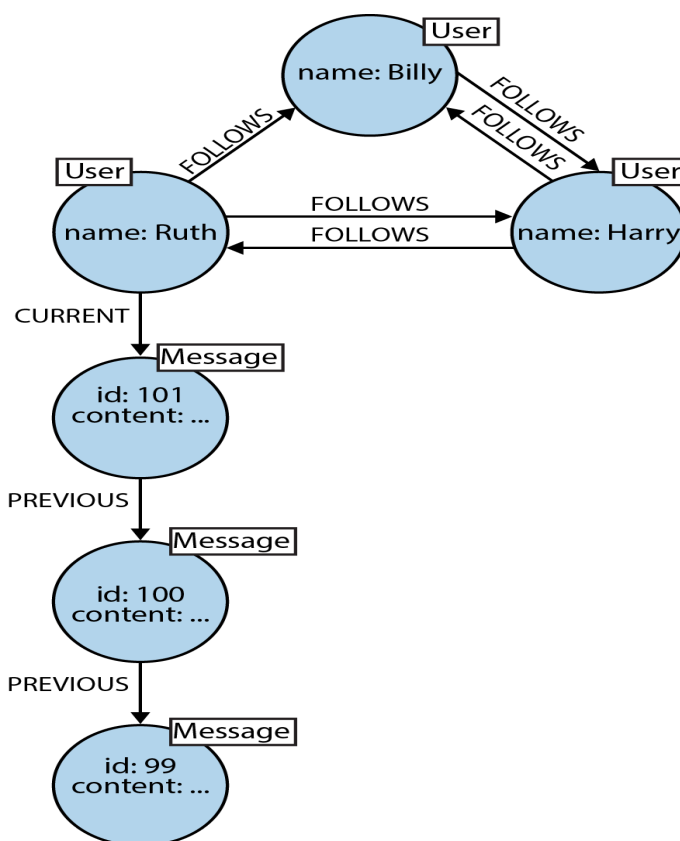 User
name: Billy
FOLLOWS
FOLLOWS
FOLLOWS
User
User
name: Ruth
FOLLOWS
FOLLOWS
name: Harry
CURRENT
Message
id: 101
content: ...
PREVIOUS
Message
id: 100
content: ...
PREVIOUS
Message
id: 99
content: ...